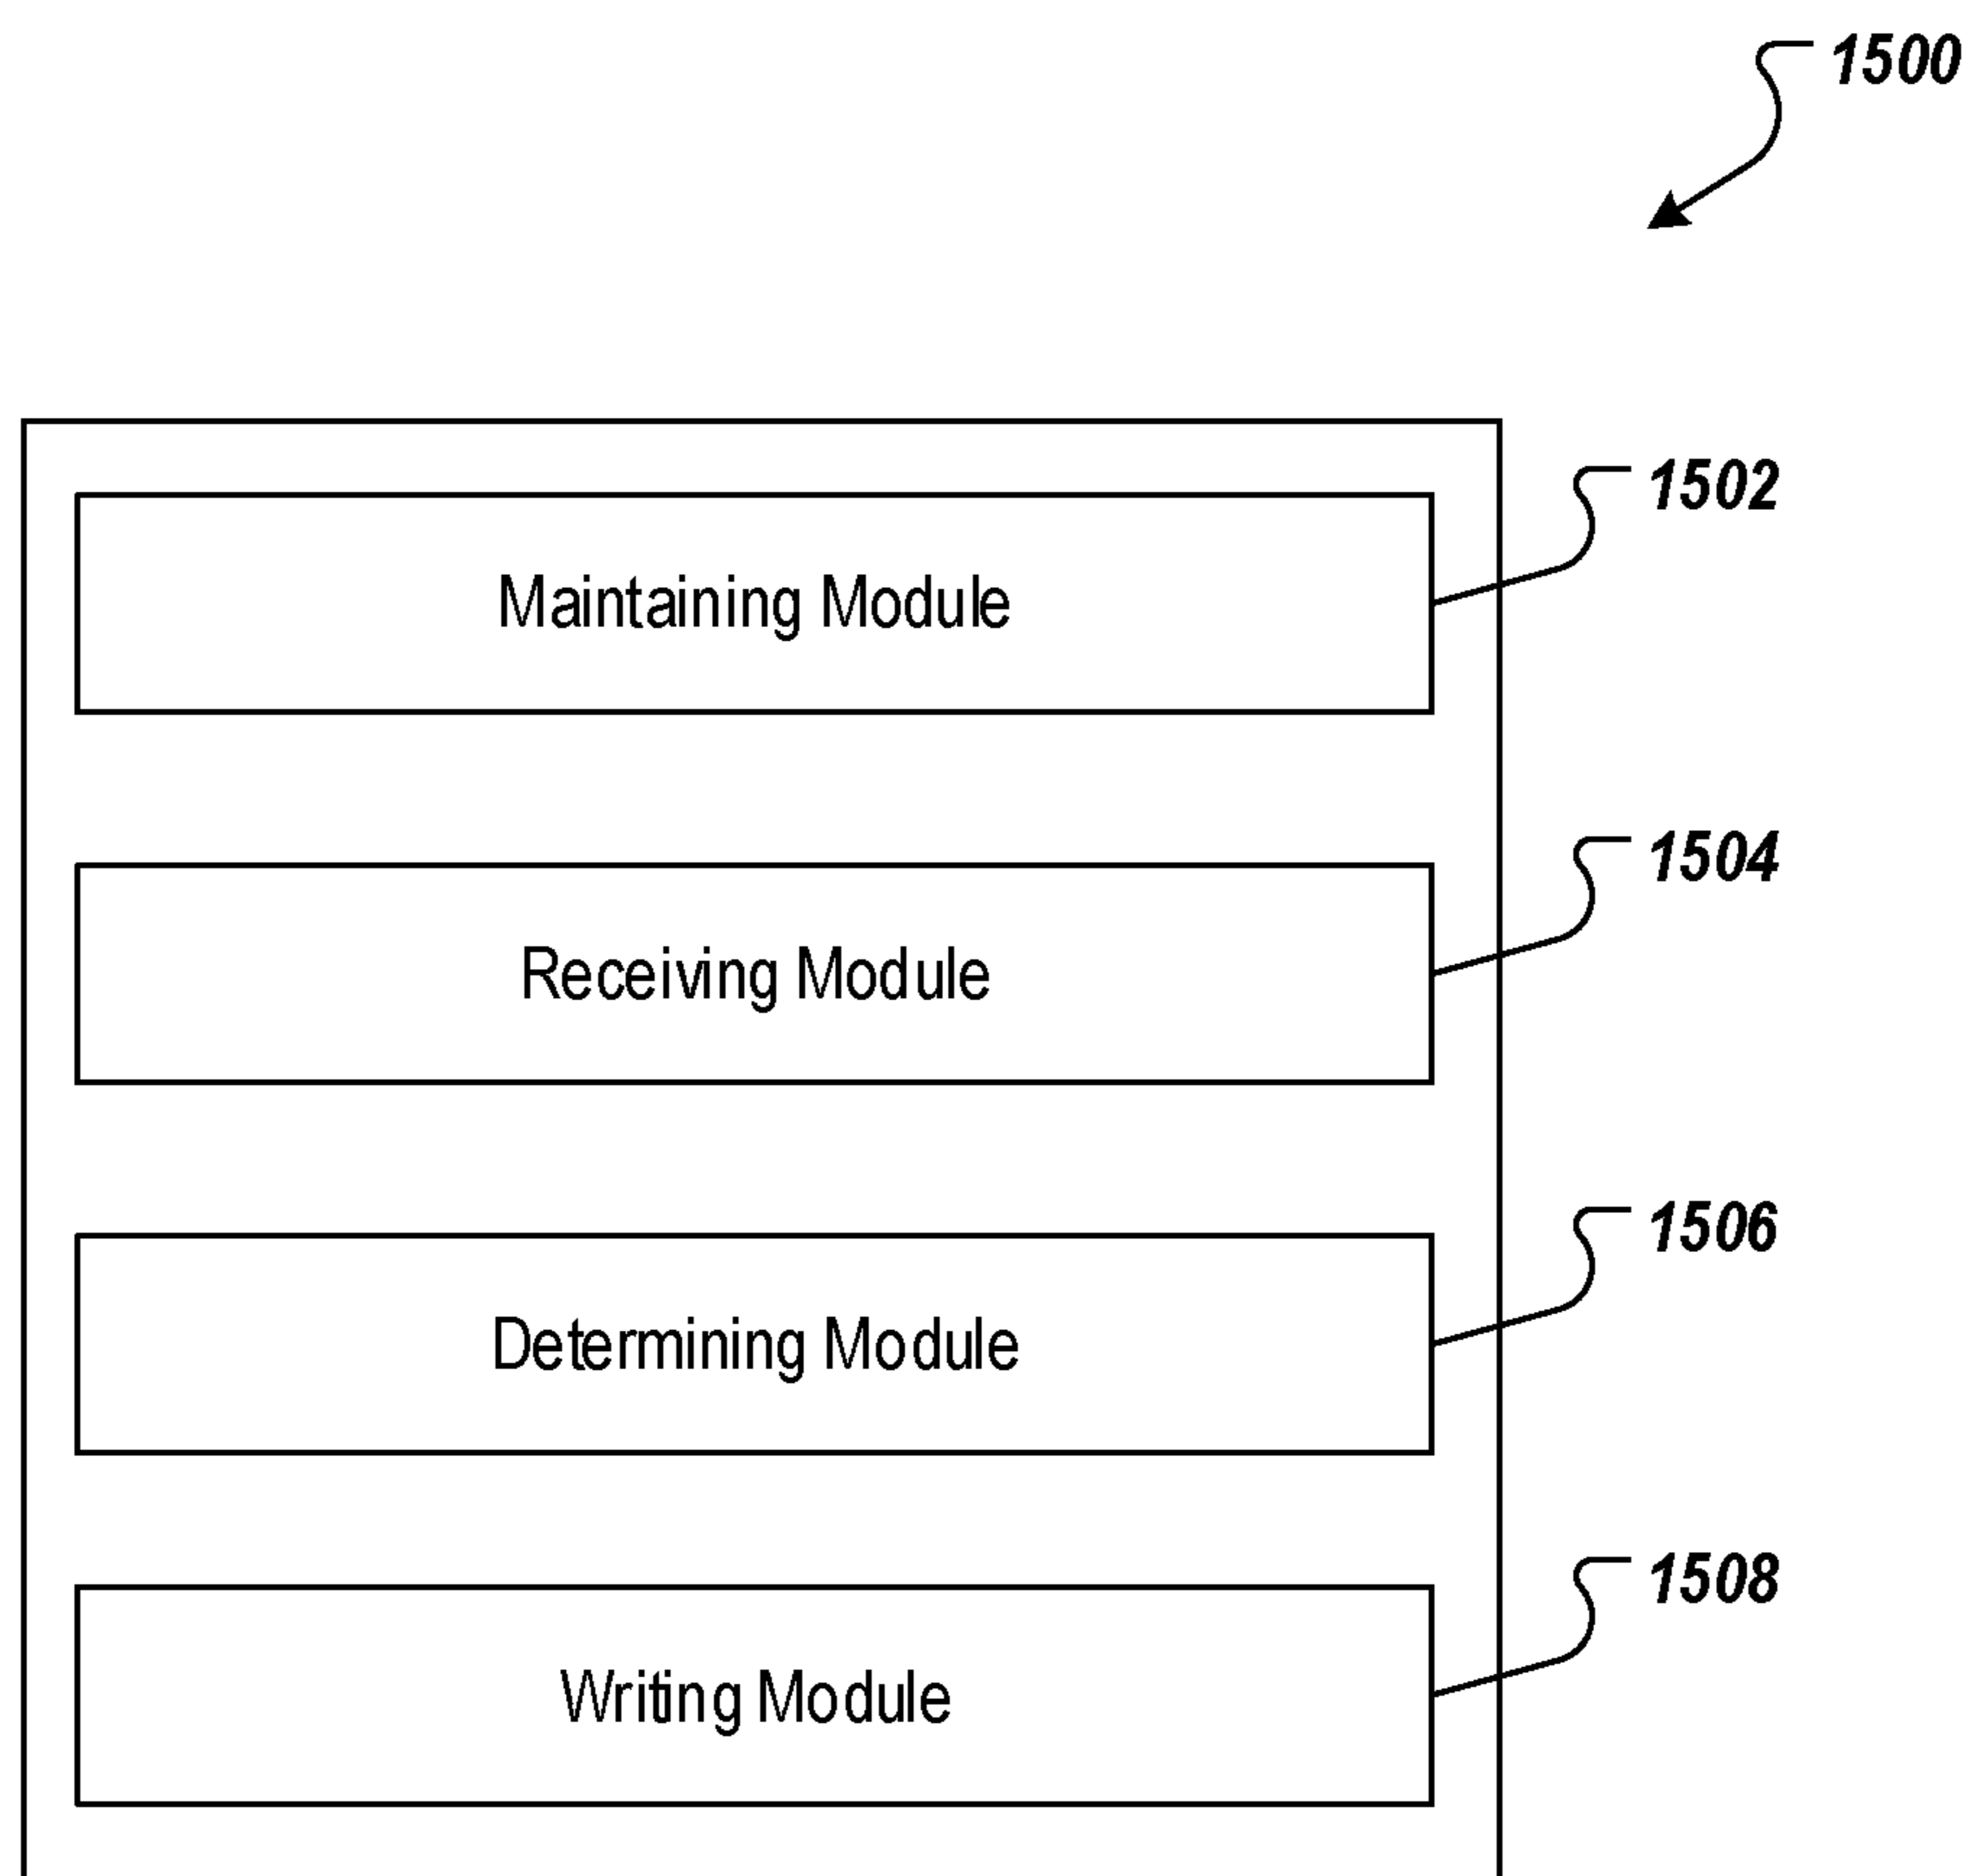 1500
1502
Maintaining Module
1504
Receiving Module
1506
Determining Module
1508
Writing Module